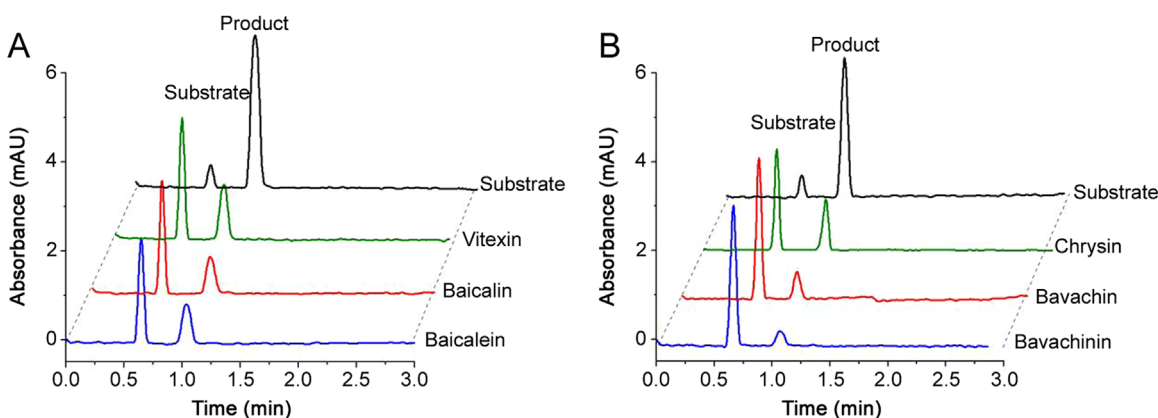 A
Product
Substrate
Substrate
Vitexin
Baicalin
Baicalein
Absorbance (mAU)
6
4
2
0
0.0 0.5 1.0 1.5 2.0 2.5 3.0
Time (min)
B
Product
Substrate
Substrate
Chrysin
Bavachin
Bavachinin
Absorbance (mAU)
6
4
2
0
0.0 0.5 1.0 1.5 2.0 2.5 3.0
Time (min)